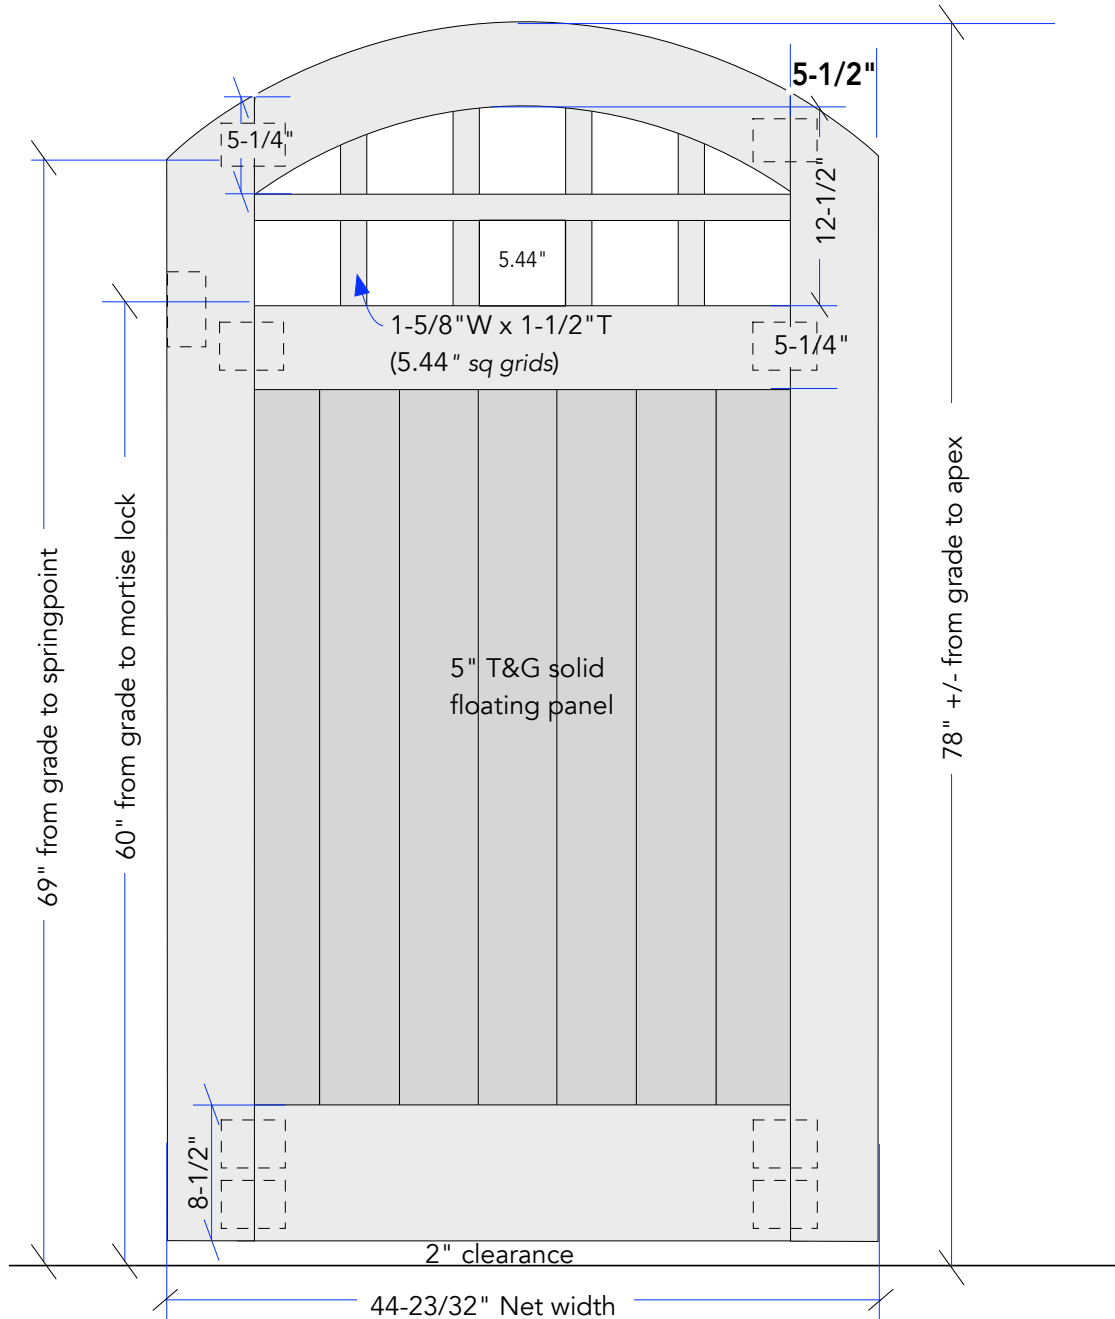 5-1/2"
5-1/4"
12-1/2"
5.44"
1-5/8"W x 1-1/2"T
(5.44" sq grids)
5-1/4"
69" from grade to springpoint
60" from grade to mortise lock
78" +/- from grade to apex
5" T&G solid
floating panel
8-1/2"
2" clearance
44-23/32" Net width